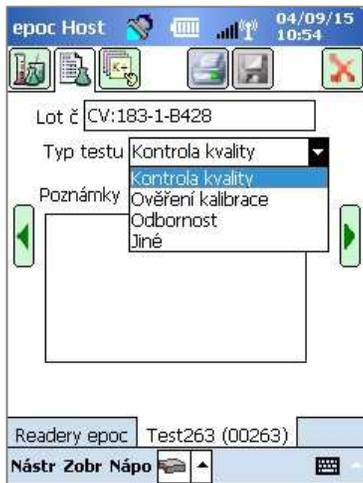 epoc Host 04/09/15
10:54
K+
Lot č CV:183-1-B428
Typ testu Kontrola kvality
Kontrola kvality
Ověření kalibrace
Odbornost
Jiné
Poznámky
Readery epoc Test263 (00263)
Nástr Zobr Nápo